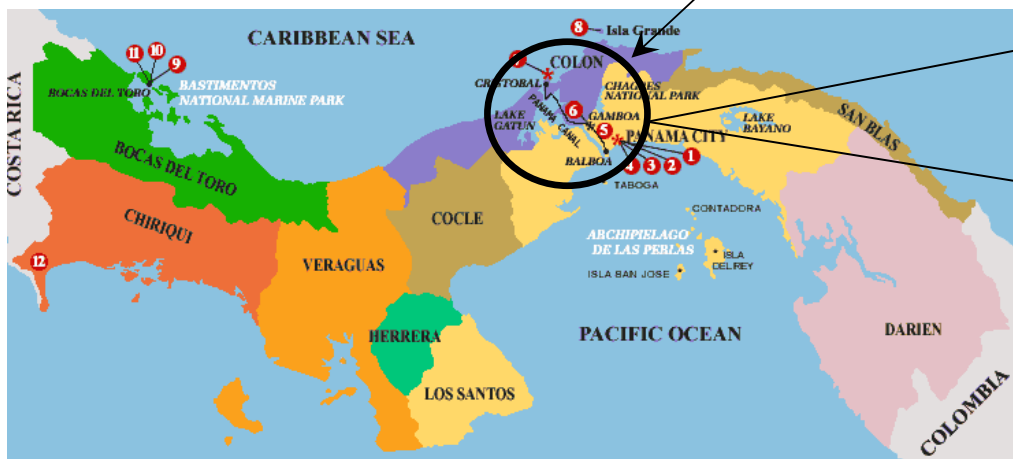 CARIBBEAN SEA
8
Isla Grande
11
10
9
COLON
BOCAS DEL TORO
BASTIMENTOS
NATIONAL MARINE PARK
CRISTOBAL
CHAGRES
NATIONAL PARK
COSTA RICA
LAKE
GATUN
PANAMA CANAL
6
GAMBOA
5
PANAMA CITY
LAKE
BAYANO
SAN BLAS
BALBOA
4
3
2
1
TABOGA
BOCAS DEL TORO
CHIRIQUI
COCLE
CONTADORA
ARCHIPIELAGO
DE LAS PERLAS
ISLA
DEL REY
ISLA SAN JOSE
12
VERAGUAS
HERRERA
PACIFIC OCEAN
DARIEN
LOS SANTOS
COLOMBIA